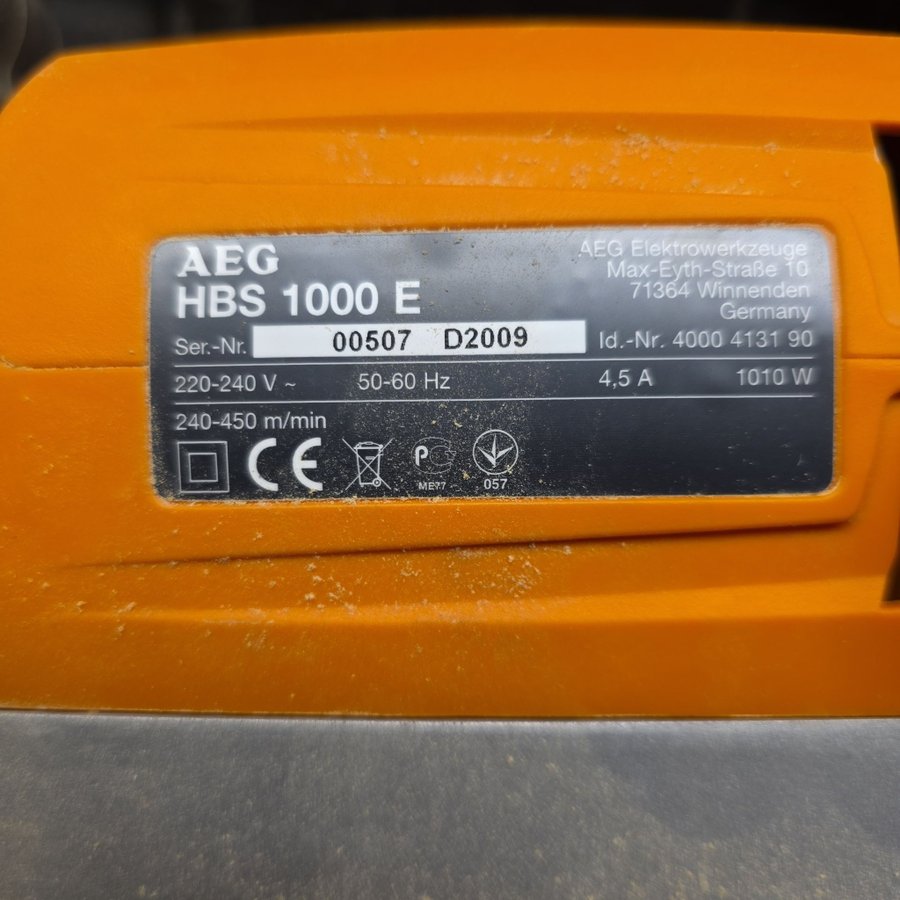 AEG
HBS 1000 E
AEG Elektrowerkzeuge
Max-Eyth-Straße 10
71364 Winnenden
Germany
Ser.-Nr. 00507 D2009 Id.-Nr. 4000 4131 90
220-240 V ~ 50-60 Hz 4,5 A 1010 W
240-450 m/min
CE
ME77
057